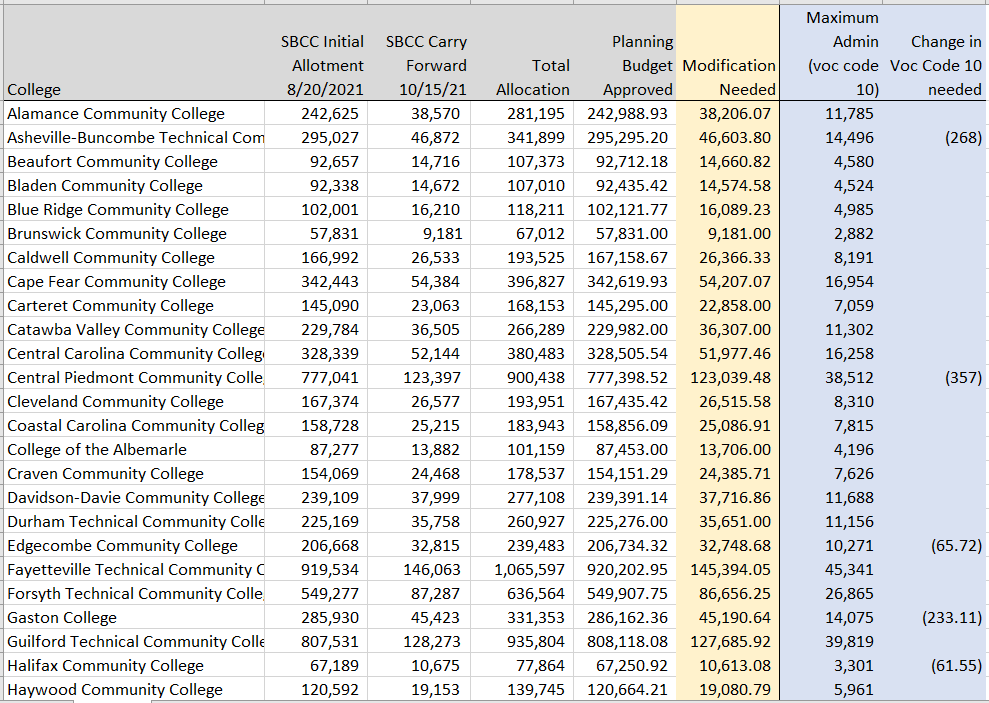 Maximum
SBCC Initial SBCC Carry Planning Admin Change in
Allotment Forward Total Budget Modification (voc code Voc Code 10
College 8/20/2021 10/15/21 Allocation Approved Needed 10) needed
Alamance Community College 242,625 38,570 281,195 242,988.93 38,206.07 11,785
Asheville-Buncombe Technical Com 295,027 46,872 341,899 295,295.20 46,603.80 14,496 (268)
Beaufort Community College 92,657 14,716 107,373 92,712.18 14,660.82 4,580
Bladen Community College 92,338 14,672 107,010 92,435.42 14,574.58 4,524
Blue Ridge Community College 102,001 16,210 118,211 102,121.77 16,089.23 4,985
Brunswick Community College 57,831 9,181 67,012 57,831.00 9,181.00 2,882
Caldwell Community College 166,992 26,533 193,525 167,158.67 26,366.33 8,191
Cape Fear Community College 342,443 54,384 396,827 342,619.93 54,207.07 16,954
Carteret Community College 145,090 23,063 168,153 145,295.00 22,858.00 7,059
Catawba Valley Community College 229,784 36,505 266,289 229,982.00 36,307.00 11,302
Central Carolina Community Colleg 328,339 52,144 380,483 328,505.54 51,977.46 16,258
Central Piedmont Community Colle 777,041 123,397 900,438 777,398.52 123,039.48 38,512 (357)
Cleveland Community College 167,374 26,577 193,951 167,435.42 26,515.58 8,310
Coastal Carolina Community Colleg 158,728 25,215 183,943 158,856.09 25,086.91 7,815
College of the Albemarle 87,277 13,882 101,159 87,453.00 13,706.00 4,196
Craven Community College 154,069 24,468 178,537 154,151.29 24,385.71 7,626
Davidson-Davie Community College 239,109 37,999 277,108 239,391.14 37,716.86 11,688
Durham Technical Community Colle 225,169 35,758 260,927 225,276.00 35,651.00 11,156
Edgecombe Community College 206,668 32,815 239,483 206,734.32 32,748.68 10,271 (65.72)
Fayetteville Technical Community C 919,534 146,063 1,065,597 920,202.95 145,394.05 45,341
Forsyth Technical Community Colle 549,277 87,287 636,564 549,907.75 86,656.25 26,865
Gaston College 285,930 45,423 331,353 286,162.36 45,190.64 14,075 (233.11)
Guilford Technical Community Colle 807,531 128,273 935,804 808,118.08 127,685.92 39,819
Halifax Community College 67,189 10,675 77,864 67,250.92 10,613.08 3,301 (61.55)
Haywood Community College 120,592 19,153 139,745 120,664.21 19,080.79 5,961